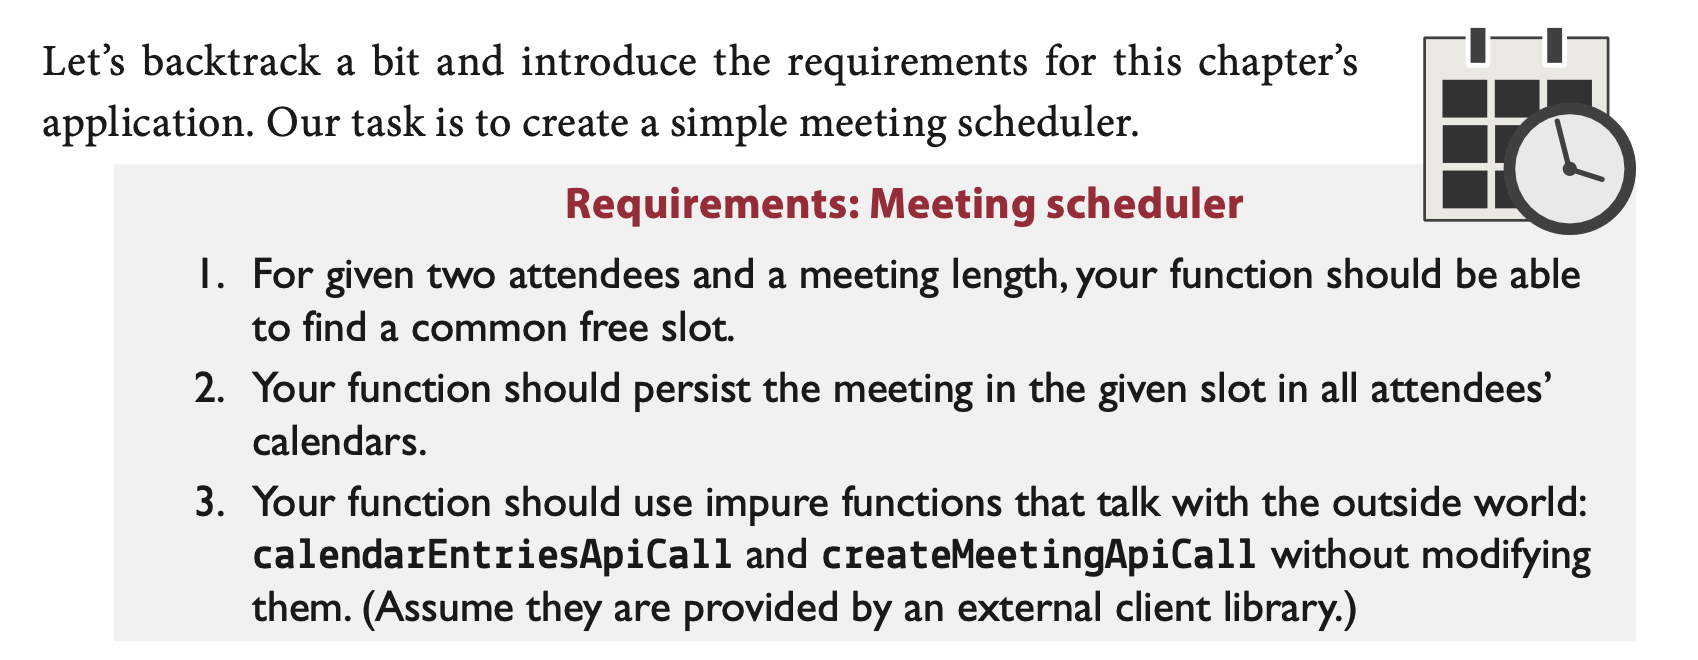 Let’s backtrack a bit and introduce the requirements for this chapter’s
application. Our task is to create a simple meeting scheduler.
Requirements: Meeting scheduler
1. For given two attendees and a meeting length, your function should be able
to find a common free slot.
2. Your function should persist the meeting in the given slot in all attendees’
calendars.
3. Your function should use impure functions that talk with the outside world:
calendarEntriesApiCall and createMeetingApiCall without modifying
them. (Assume they are provided by an external client library.)